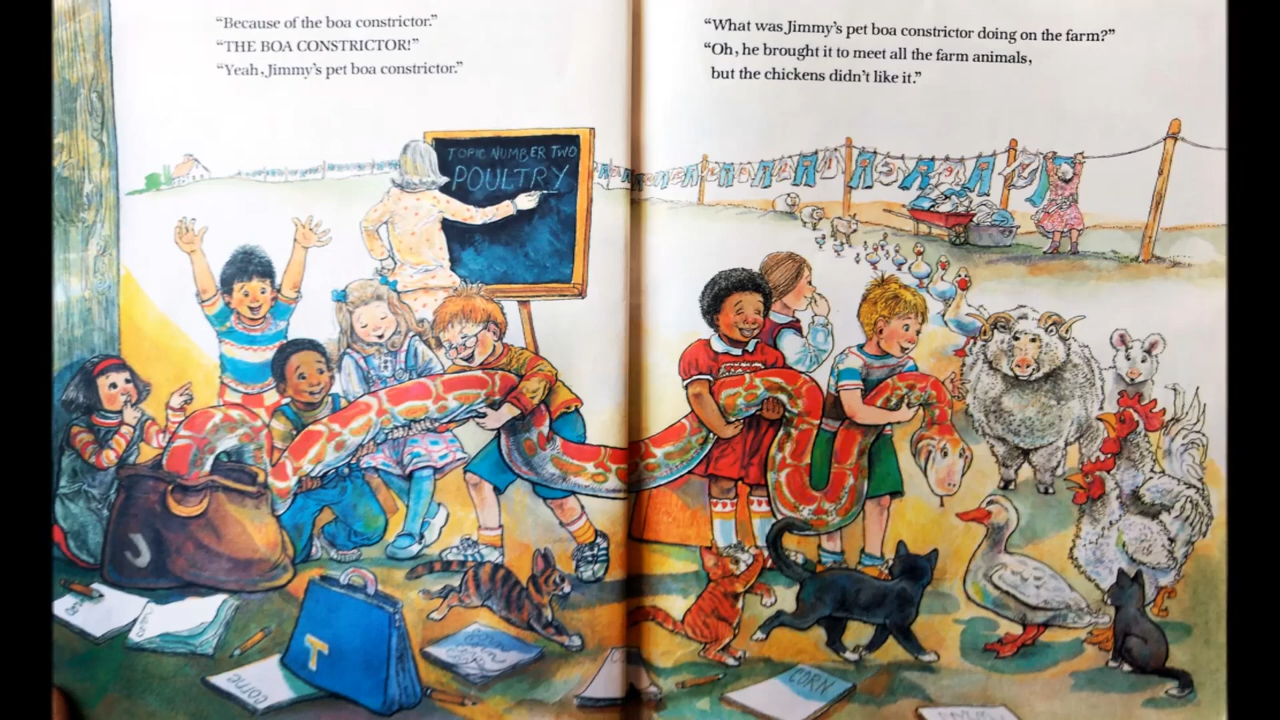 “Because of the boa constrictor.”
“THE BOA CONSTRICTOR!”
“Yeah, Jimmy’s pet boa constrictor.”
TOPIC NUMBER TWO
POULTRY
J
T
“What was Jimmy’s pet boa constrictor doing on the farm?”
“Oh, he brought it to meet all the farm animals,
but the chickens didn’t like it.”
CORN